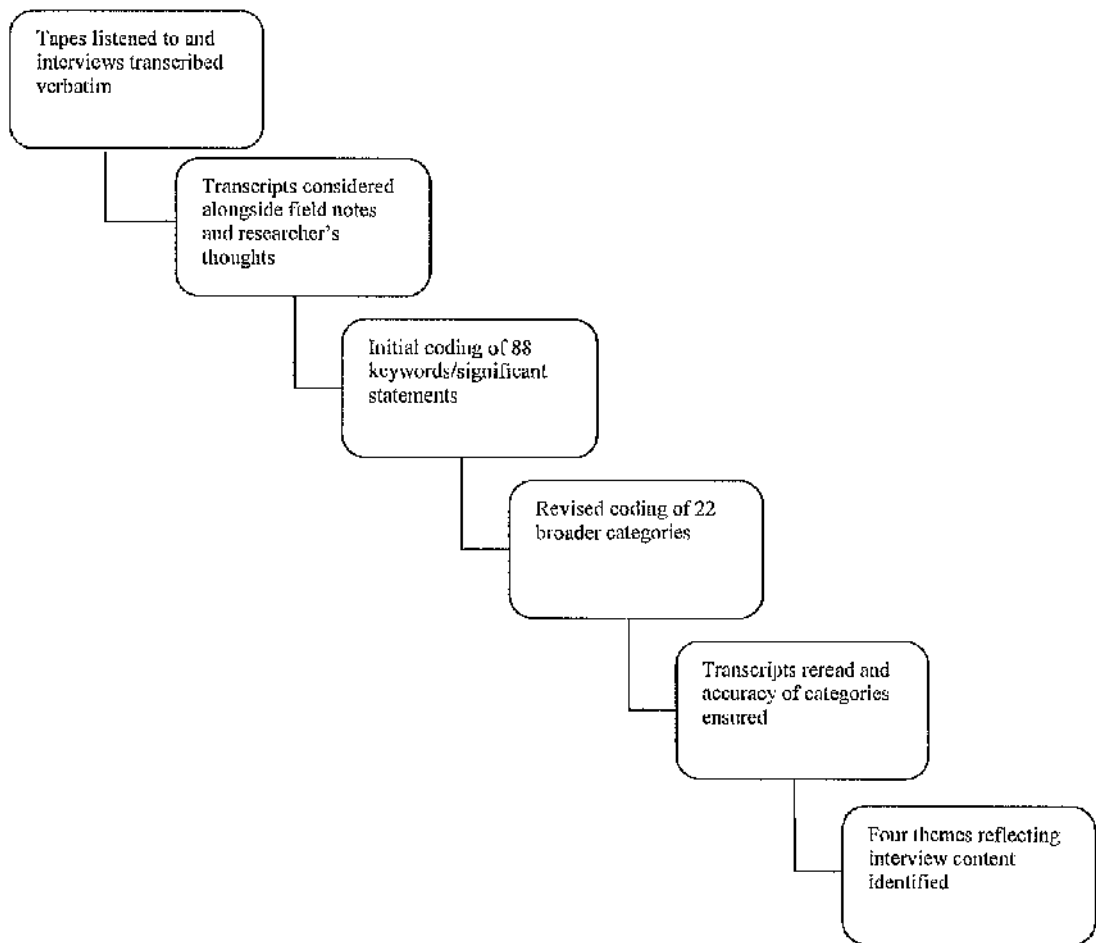 Tapes listened to and
interviews transcribed
verbatim
Transcripts considered
alongside field notes
and researcher's
thoughts
Initial coding of 88
keywords/significant
statements
Revised coding of 22
broader categories
Transcripts reread and
accuracy of categories
ensured
Four themes reflecting
interview content
identified